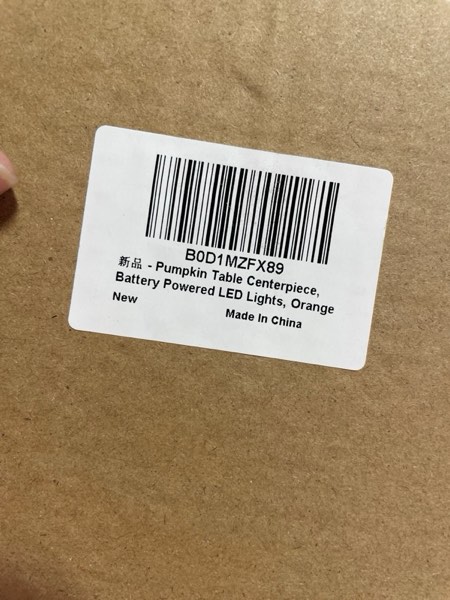 B0D1MZFX89
新品 - Pumpkin Table Centerpiece,
Battery Powered LED Lights, Orange
New
Made In China